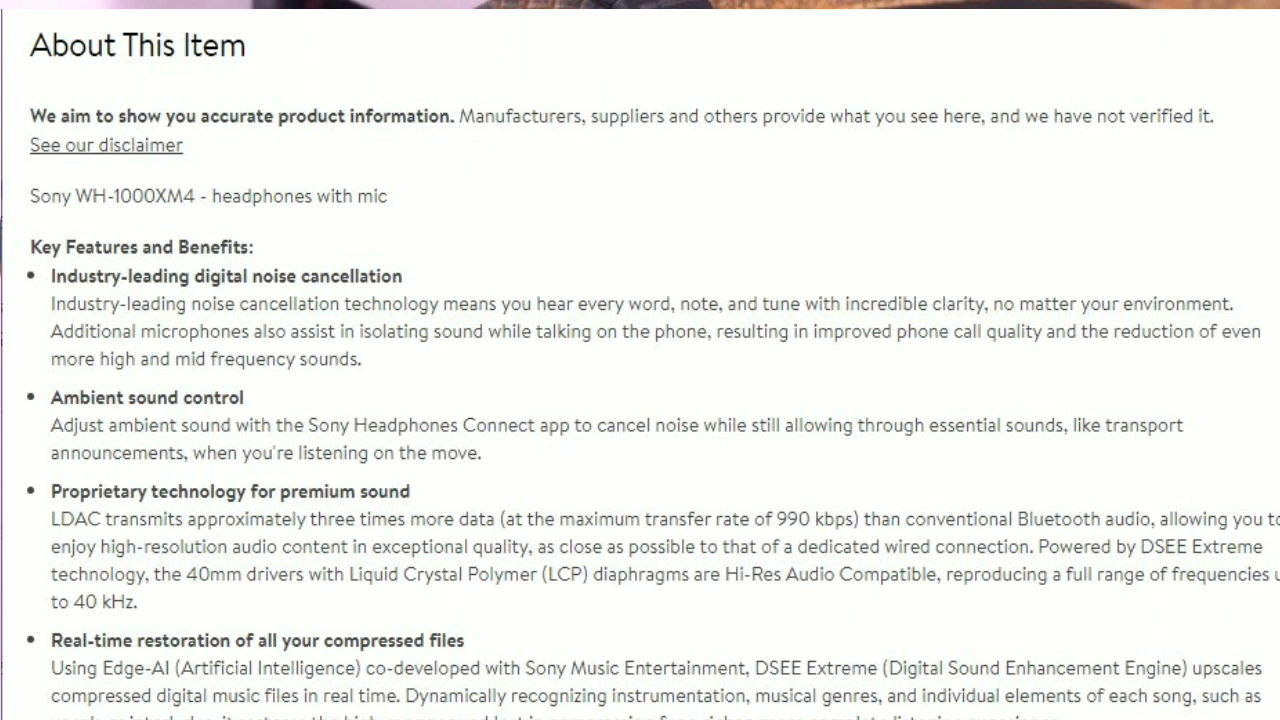 About This Item
We aim to show you accurate product information. Manufacturers, suppliers and others provide what you see here, and we have not verified it.
See our disclaimer
Sony WH-1000XM4 - headphones with mic
Key Features and Benefits:
• Industry-leading digital noise cancellation
Industry-leading noise cancellation technology means you hear every word, note, and tune with incredible clarity, no matter your environment.
Additional microphones also assist in isolating sound while talking on the phone, resulting in improved phone call quality and the reduction of even
more high and mid frequency sounds.
• Ambient sound control
Adjust ambient sound with the Sony Headphones Connect app to cancel noise while still allowing through essential sounds, like transport
announcements, when you're listening on the move.
• Proprietary technology for premium sound
LDAC transmits approximately three times more data (at the maximum transfer rate of 990 kbps) than conventional Bluetooth audio, allowing you to
enjoy high-resolution audio content in exceptional quality, as close as possible to that of a dedicated wired connection. Powered by DSEE Extreme
technology, the 40mm drivers with Liquid Crystal Polymer (LCP) diaphragms are Hi-Res Audio Compatible, reproducing a full range of frequencies
to 40 kHz.
• Real-time restoration of all your compressed files
Using Edge-AI (Artificial Intelligence) co-developed with Sony Music Entertainment, DSEE Extreme (Digital Sound Enhancement Engine) upscales
compressed digital music files in real time. Dynamically recognizing instrumentation, musical genres, and individual elements of each song, such as